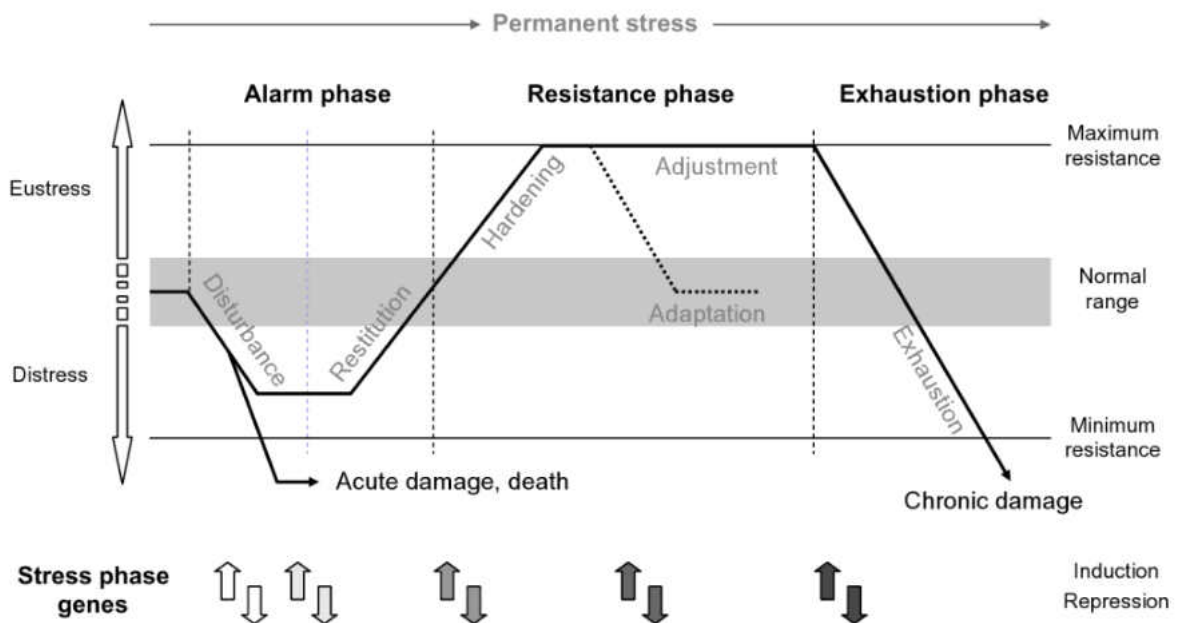 Permanent stress
Alarm phase
Resistance phase
Exhaustion phase
Maximum
resistance
Eustress
Adjustment
Hardening
Normal
range
Disturbance
Restitution
Adaptation
Distress
Exhaustion
Minimum
resistance
Acute damage, death
Chronic damage
Stress phase
genes
Induction
Repression